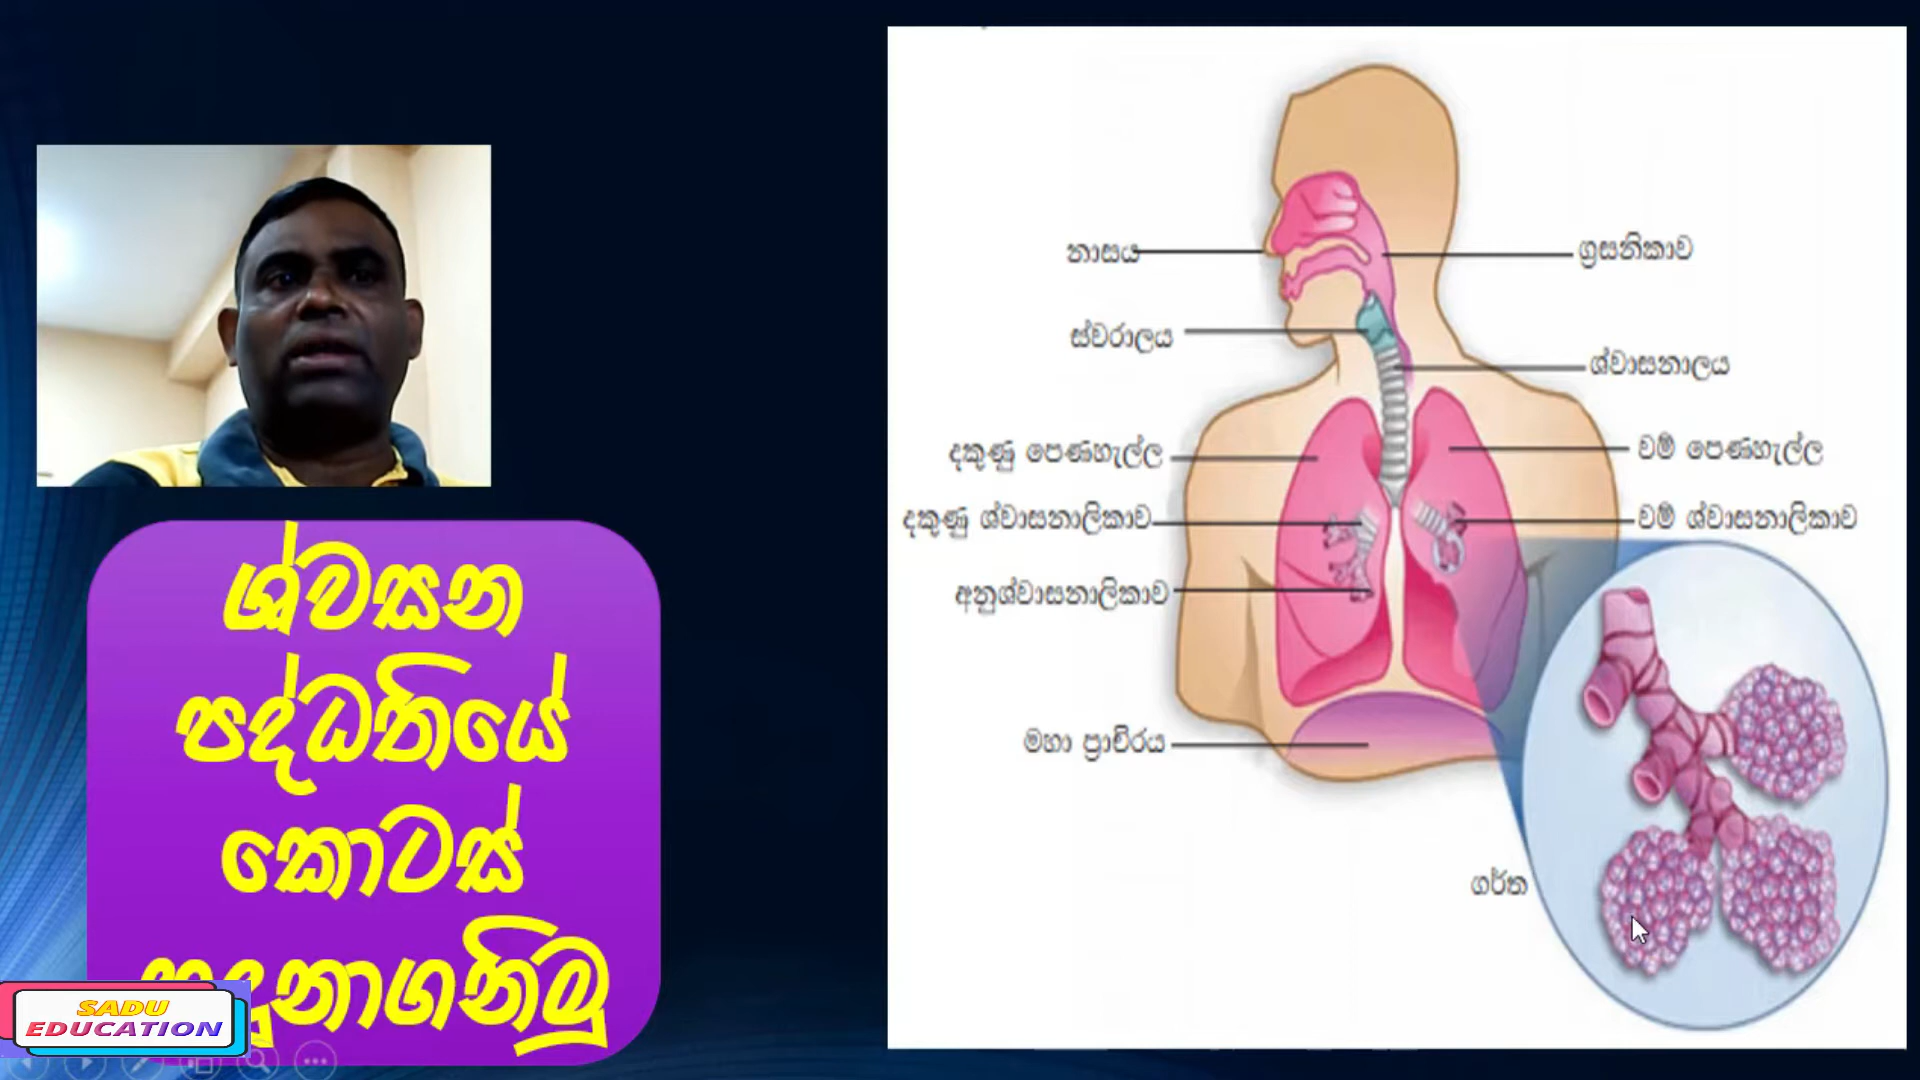 ශ්වසන
පද්ධතියේ
කොටස්
හඳුනාගනිමු
SADU
EDUCATION
නාසය
ග්‍රසනිකාව
ස්වරාලය
ශ්වාසනාලය
දකුණු පෙණහැල්ල
වම් පෙණහැල්ල
දකුණු ශ්වාසනාලිකාව
වම් ශ්වාසනාලිකාව
අනුශ්වාසනාලිකාව
මහා ප්‍රාචීරය
ගර්ත